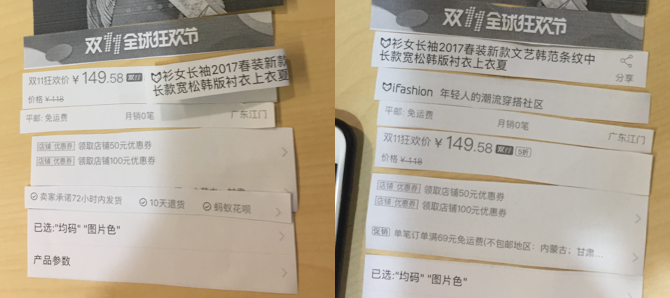 双11全球狂欢节
衫女长袖2017春装新款
长款宽松韩版衬衣上衣夏
双11狂欢价 ¥149.58 双11
价格 ¥148
平邮: 免运费 月销0笔 广东江门
店铺 优惠券 领取店铺50元优惠券
店铺 优惠券 领取店铺100元优惠券
卖家承诺72小时内发货 10天退货 蚂蚁花呗
已选:"均码" "图片色"
产品参数
双11全球狂欢节
衫女长袖2017春装新款文艺韩范条纹中
长款宽松韩版衬衣上衣夏
分享
ifashion 年轻人的潮流穿搭社区
平邮: 免运费 月销0笔 广东江门
双11狂欢价 ¥149.58 双11 5折
价格 ¥148
店铺 优惠券 领取店铺50元优惠券
店铺 优惠券 领取店铺100元优惠券
促销 单笔订单满69元免运费(不包邮地区：内蒙古；甘肃...
已选:"均码" "图片色"